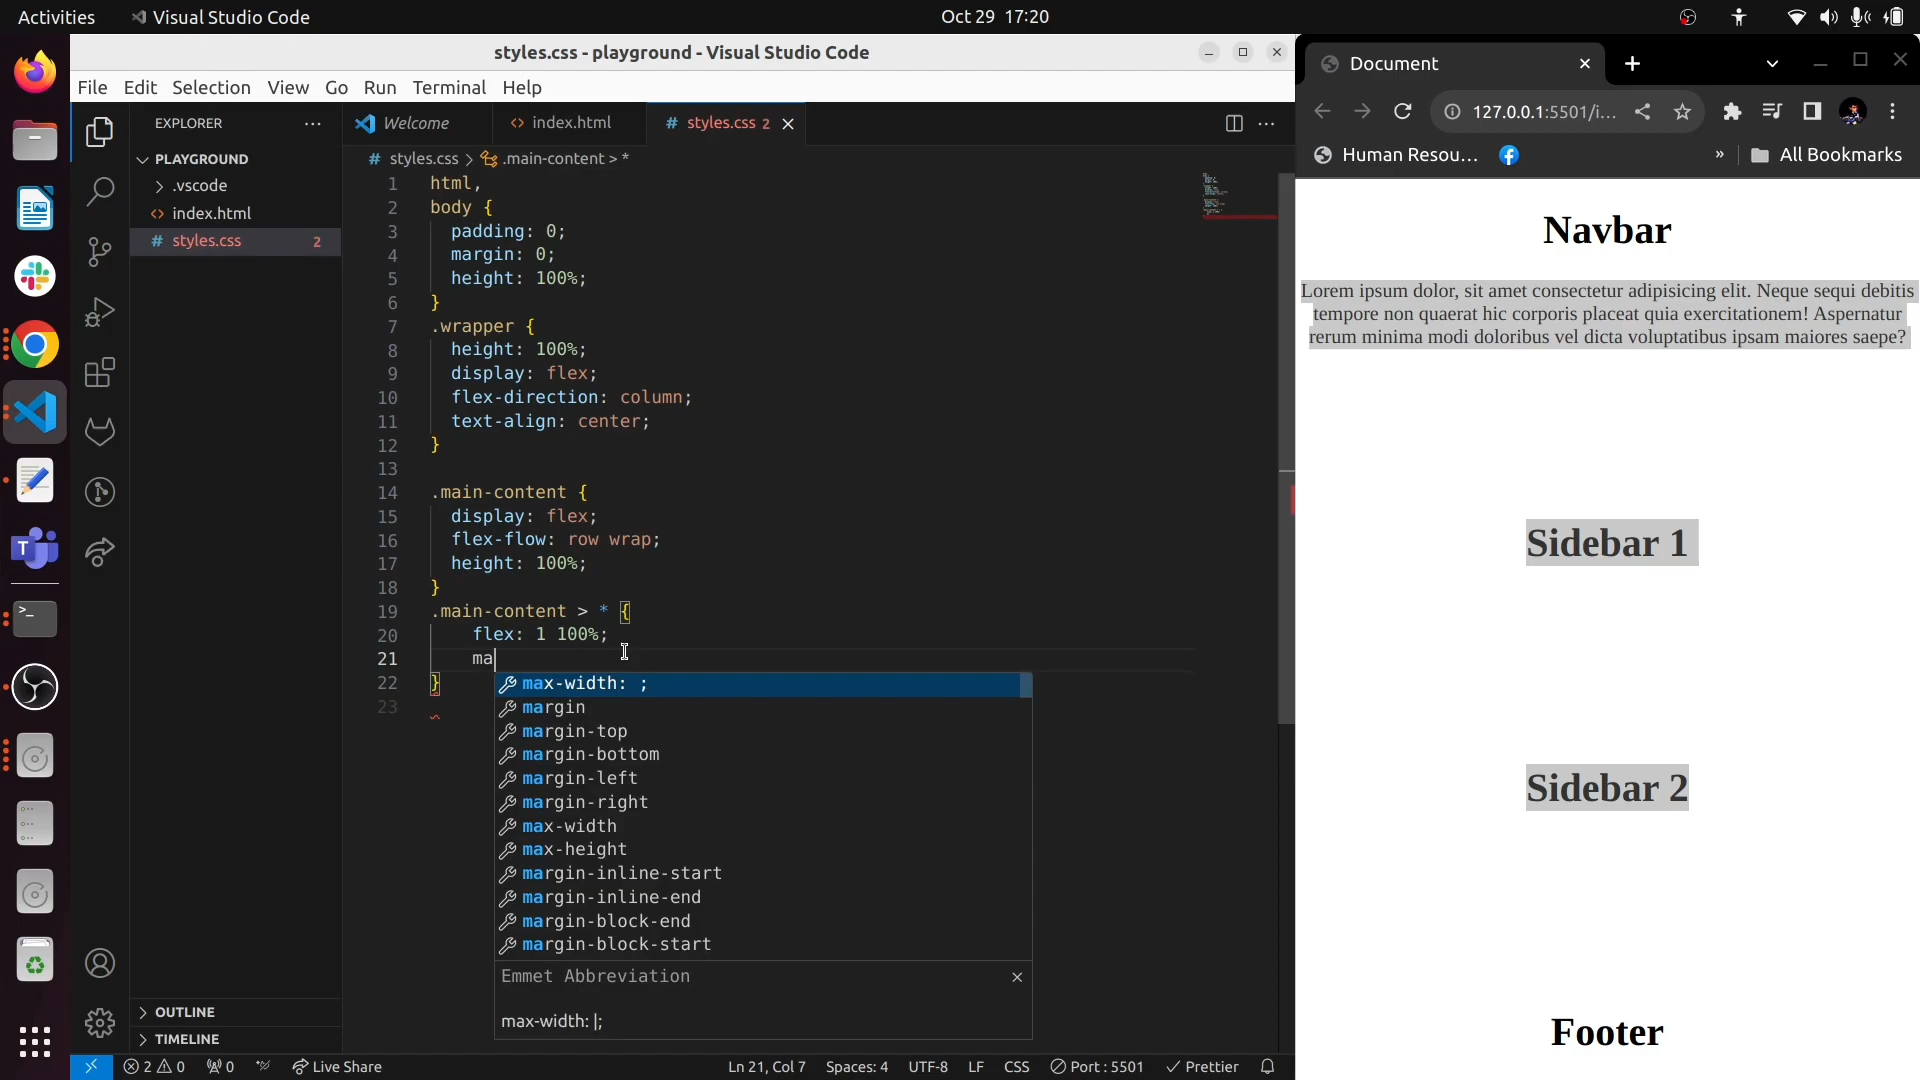 Activities
Visual Studio Code
Oct 29 17:20
styles.css - playground - Visual Studio Code
File Edit Selection View Go Run Terminal Help
EXPLORER
PLAYGROUND
.vscode
index.html
styles.css 2
OUTLINE
TIMELINE
Welcome
index.html
styles.css 2
styles.css > .main-content > *
1 html,
2 body {
3 padding: 0;
4 margin: 0;
5 height: 100%;
6 }
7 .wrapper {
8 height: 100%;
9 display: flex;
10 flex-direction: column;
11 text-align: center;
12 }
13
14 .main-content {
15 display: flex;
16 flex-flow: row wrap;
17 height: 100%;
18 }
19 .main-content > * {
20 flex: 1 100%;
21 ma
22 }
23
max-width: ;
margin
margin-top
margin-bottom
margin-left
margin-right
max-width
max-height
margin-inline-start
margin-inline-end
margin-block-end
margin-block-start
Emmet Abbreviation
max-width: |;
2 0
0
Live Share
Ln 21, Col 7
Spaces: 4
UTF-8
LF
CSS
Port : 5501
Prettier
Document
127.0.0.1:5501/i...
Human Resou...
»
All Bookmarks
Navbar
Lorem ipsum dolor, sit amet consectetur adipisicing elit. Neque sequi debitis
tempore non quaerat hic corporis placeat quia exercitationem! Aspernatur
rerum minima modi doloribus vel dicta voluptatibus ipsam maiores saepe?
Sidebar 1
Sidebar 2
Footer